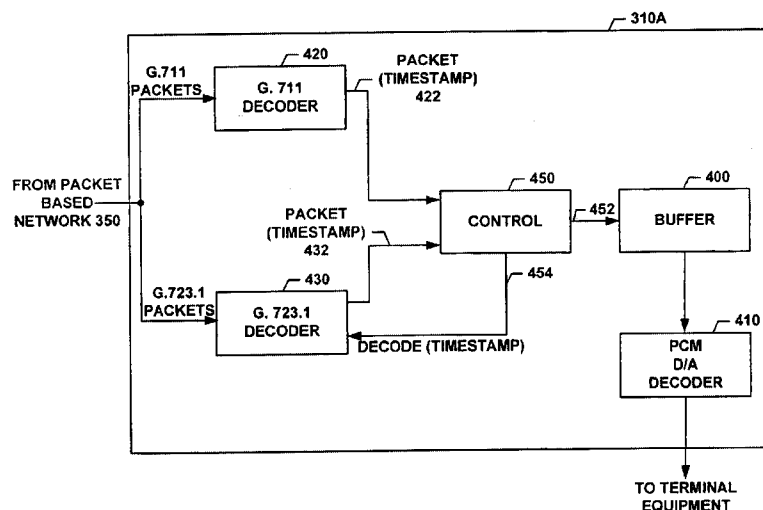 310A
420
G.711
PACKETS
G. 711
DECODER
PACKET
(TIMESTAMP)
422
FROM PACKET
BASED
NETWORK 350
450
CONTROL
452
400
BUFFER
PACKET
(TIMESTAMP)
432
454
G.723.1
PACKETS
430
G. 723.1
DECODER
DECODE (TIMESTAMP)
410
PCM
D/A
DECODER
TO TERMINAL
EQUIPMENT